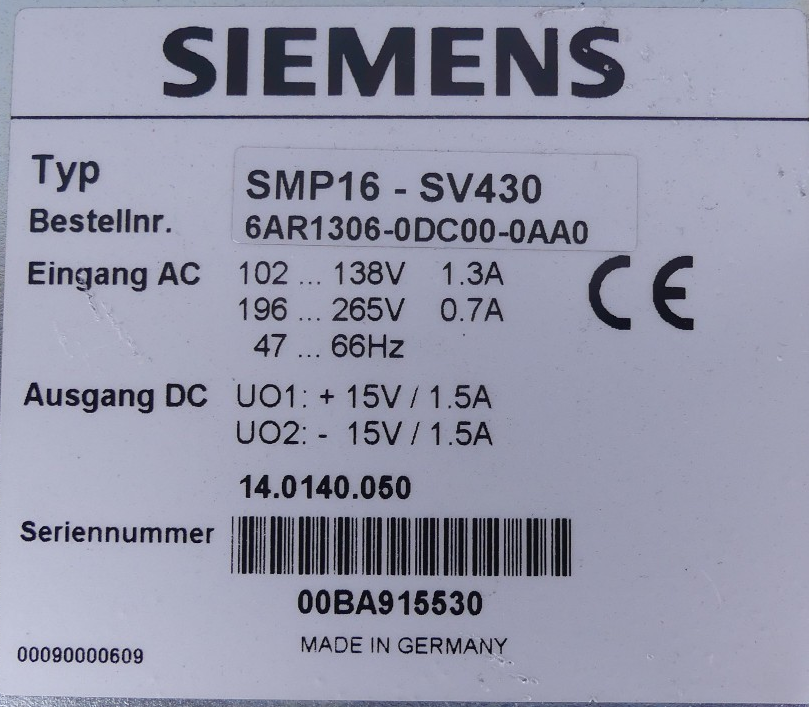 SIEMENS
Typ SMP16 - SV430
Bestellnr. 6AR1306-0DC00-0AA0
Eingang AC 102 ... 138V 1.3A
196 ... 265V 0.7A
47 ... 66Hz
CE
Ausgang DC UO1: + 15V / 1.5A
UO2: - 15V / 1.5A
14.0140.050
Seriennummer
00BA915530
00090000609 MADE IN GERMANY